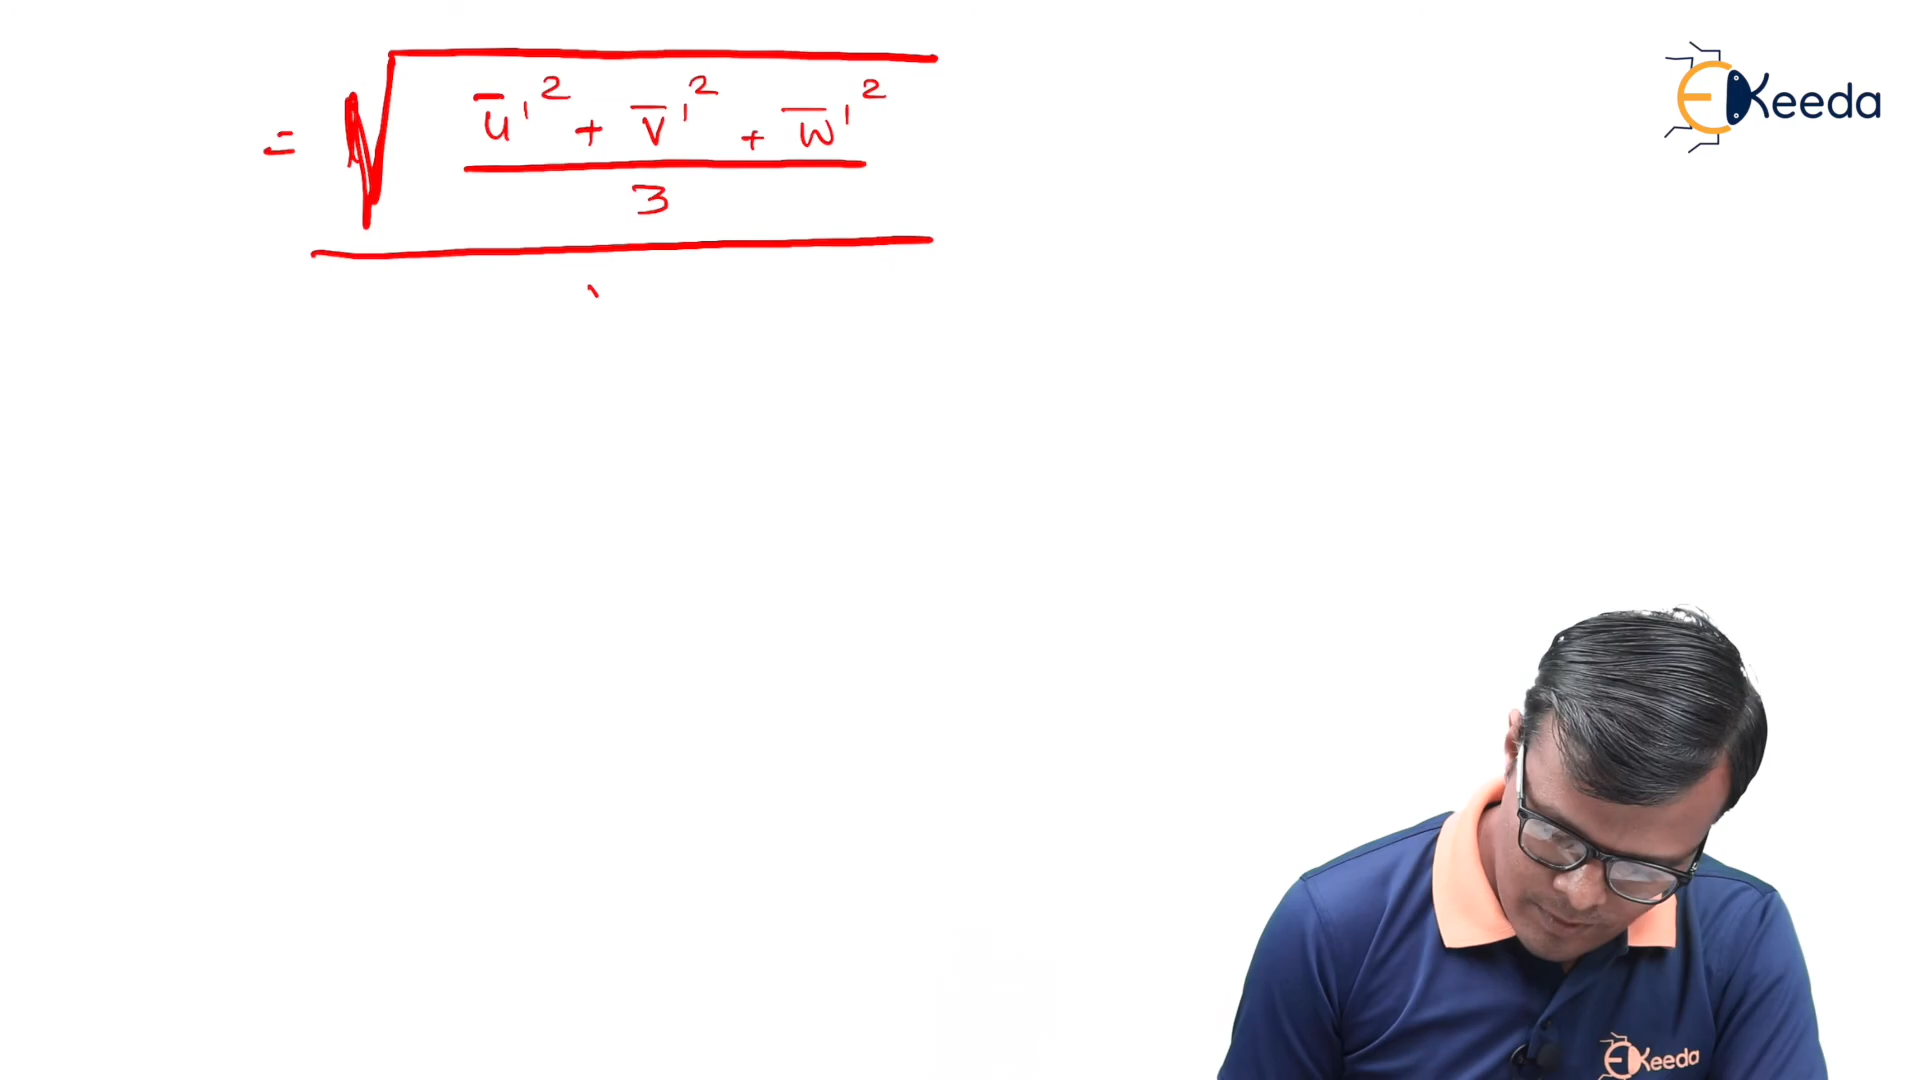 = √ ū'² + v̄'² + w̄'²
3
EKeeda
EKeeda